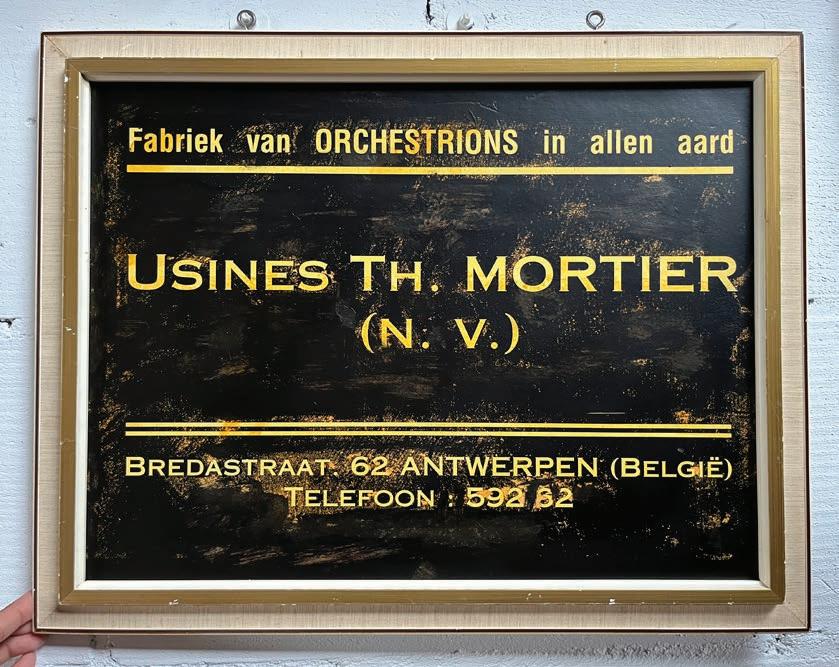 Fabriek van ORCHESTRIONS in allen aard
USINES TH. MORTIER
(N. V.)
BREDASTRAAT. 62 ANTWERPEN (BELGIË)
TELEFOON : 592 62